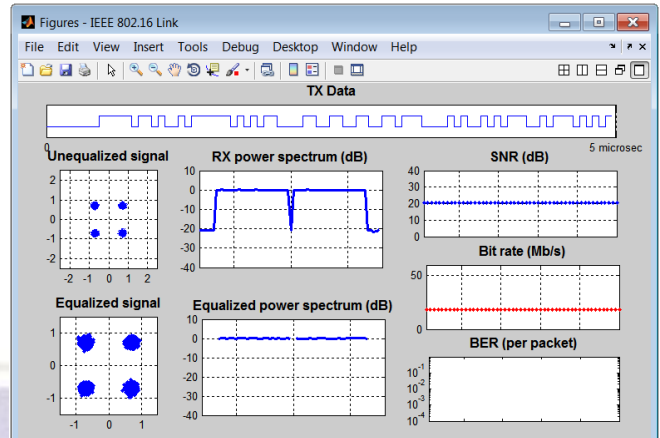 Figures - IEEE 802.16 Link
File Edit View Insert Tools Debug Desktop Window Help
TX Data
0
5 microsec
Unequalized signal
2
1
0
-1
-2
-2 -1 0 1 2
RX power spectrum (dB)
10
0
-10
-20
-30
-40
SNR (dB)
40
30
20
10
0
Bit rate (Mb/s)
50
0
Equalized signal
1
0
-1
-1 0 1
Equalized power spectrum (dB)
10
0
-10
-20
-30
-40
BER (per packet)
10^-1
10^-2
10^-3
10^-4
10